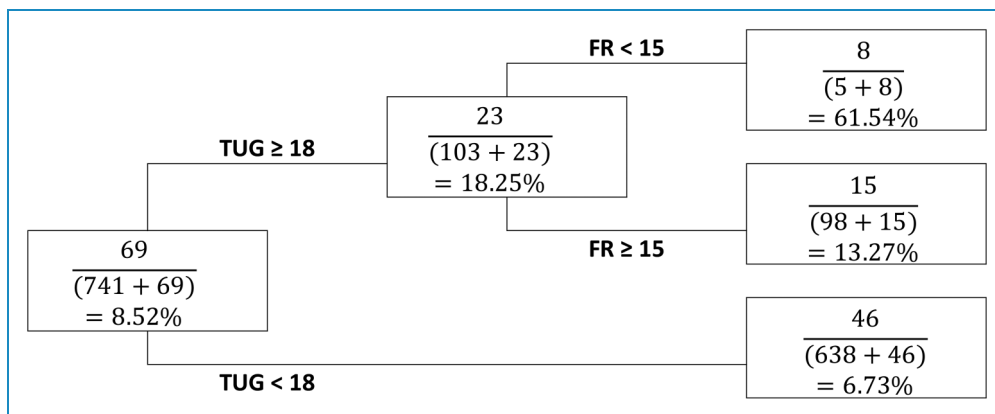 FR < 15
8
(5 + 8)
= 61.54%
TUG ≥ 18
23
(103 + 23)
= 18.25%
15
(98 + 15)
= 13.27%
FR ≥ 15
69
(741 + 69)
= 8.52%
46
(638 + 46)
= 6.73%
TUG < 18